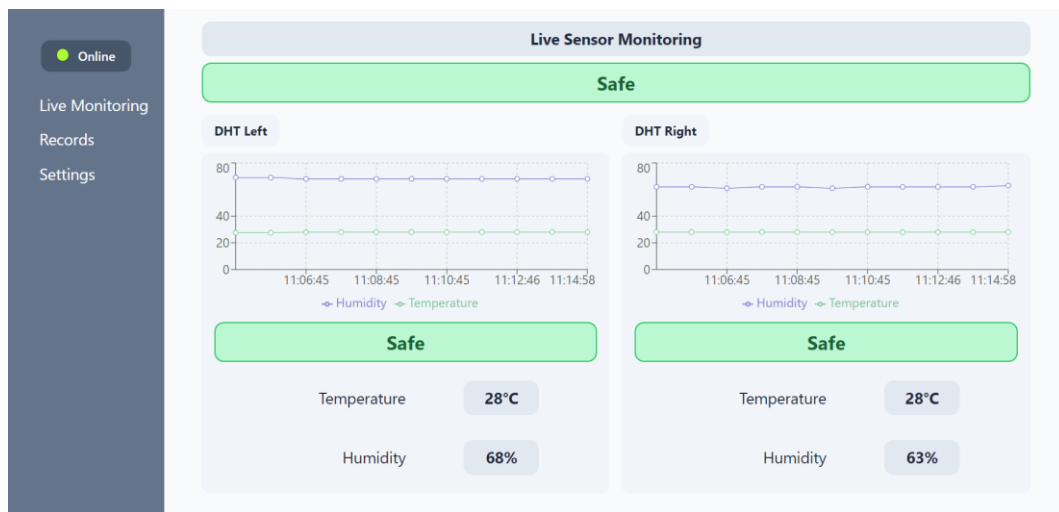 Online
Live Monitoring
Records
Settings
Live Sensor Monitoring
Safe
DHT Left
80
40
20
0
11:06:45 11:08:45 11:10:45 11:12:46 11:14:58
Humidity Temperature
Safe
Temperature 28°C
Humidity 68%
DHT Right
80
40
20
0
11:06:45 11:08:45 11:10:45 11:12:46 11:14:58
Humidity Temperature
Safe
Temperature 28°C
Humidity 63%